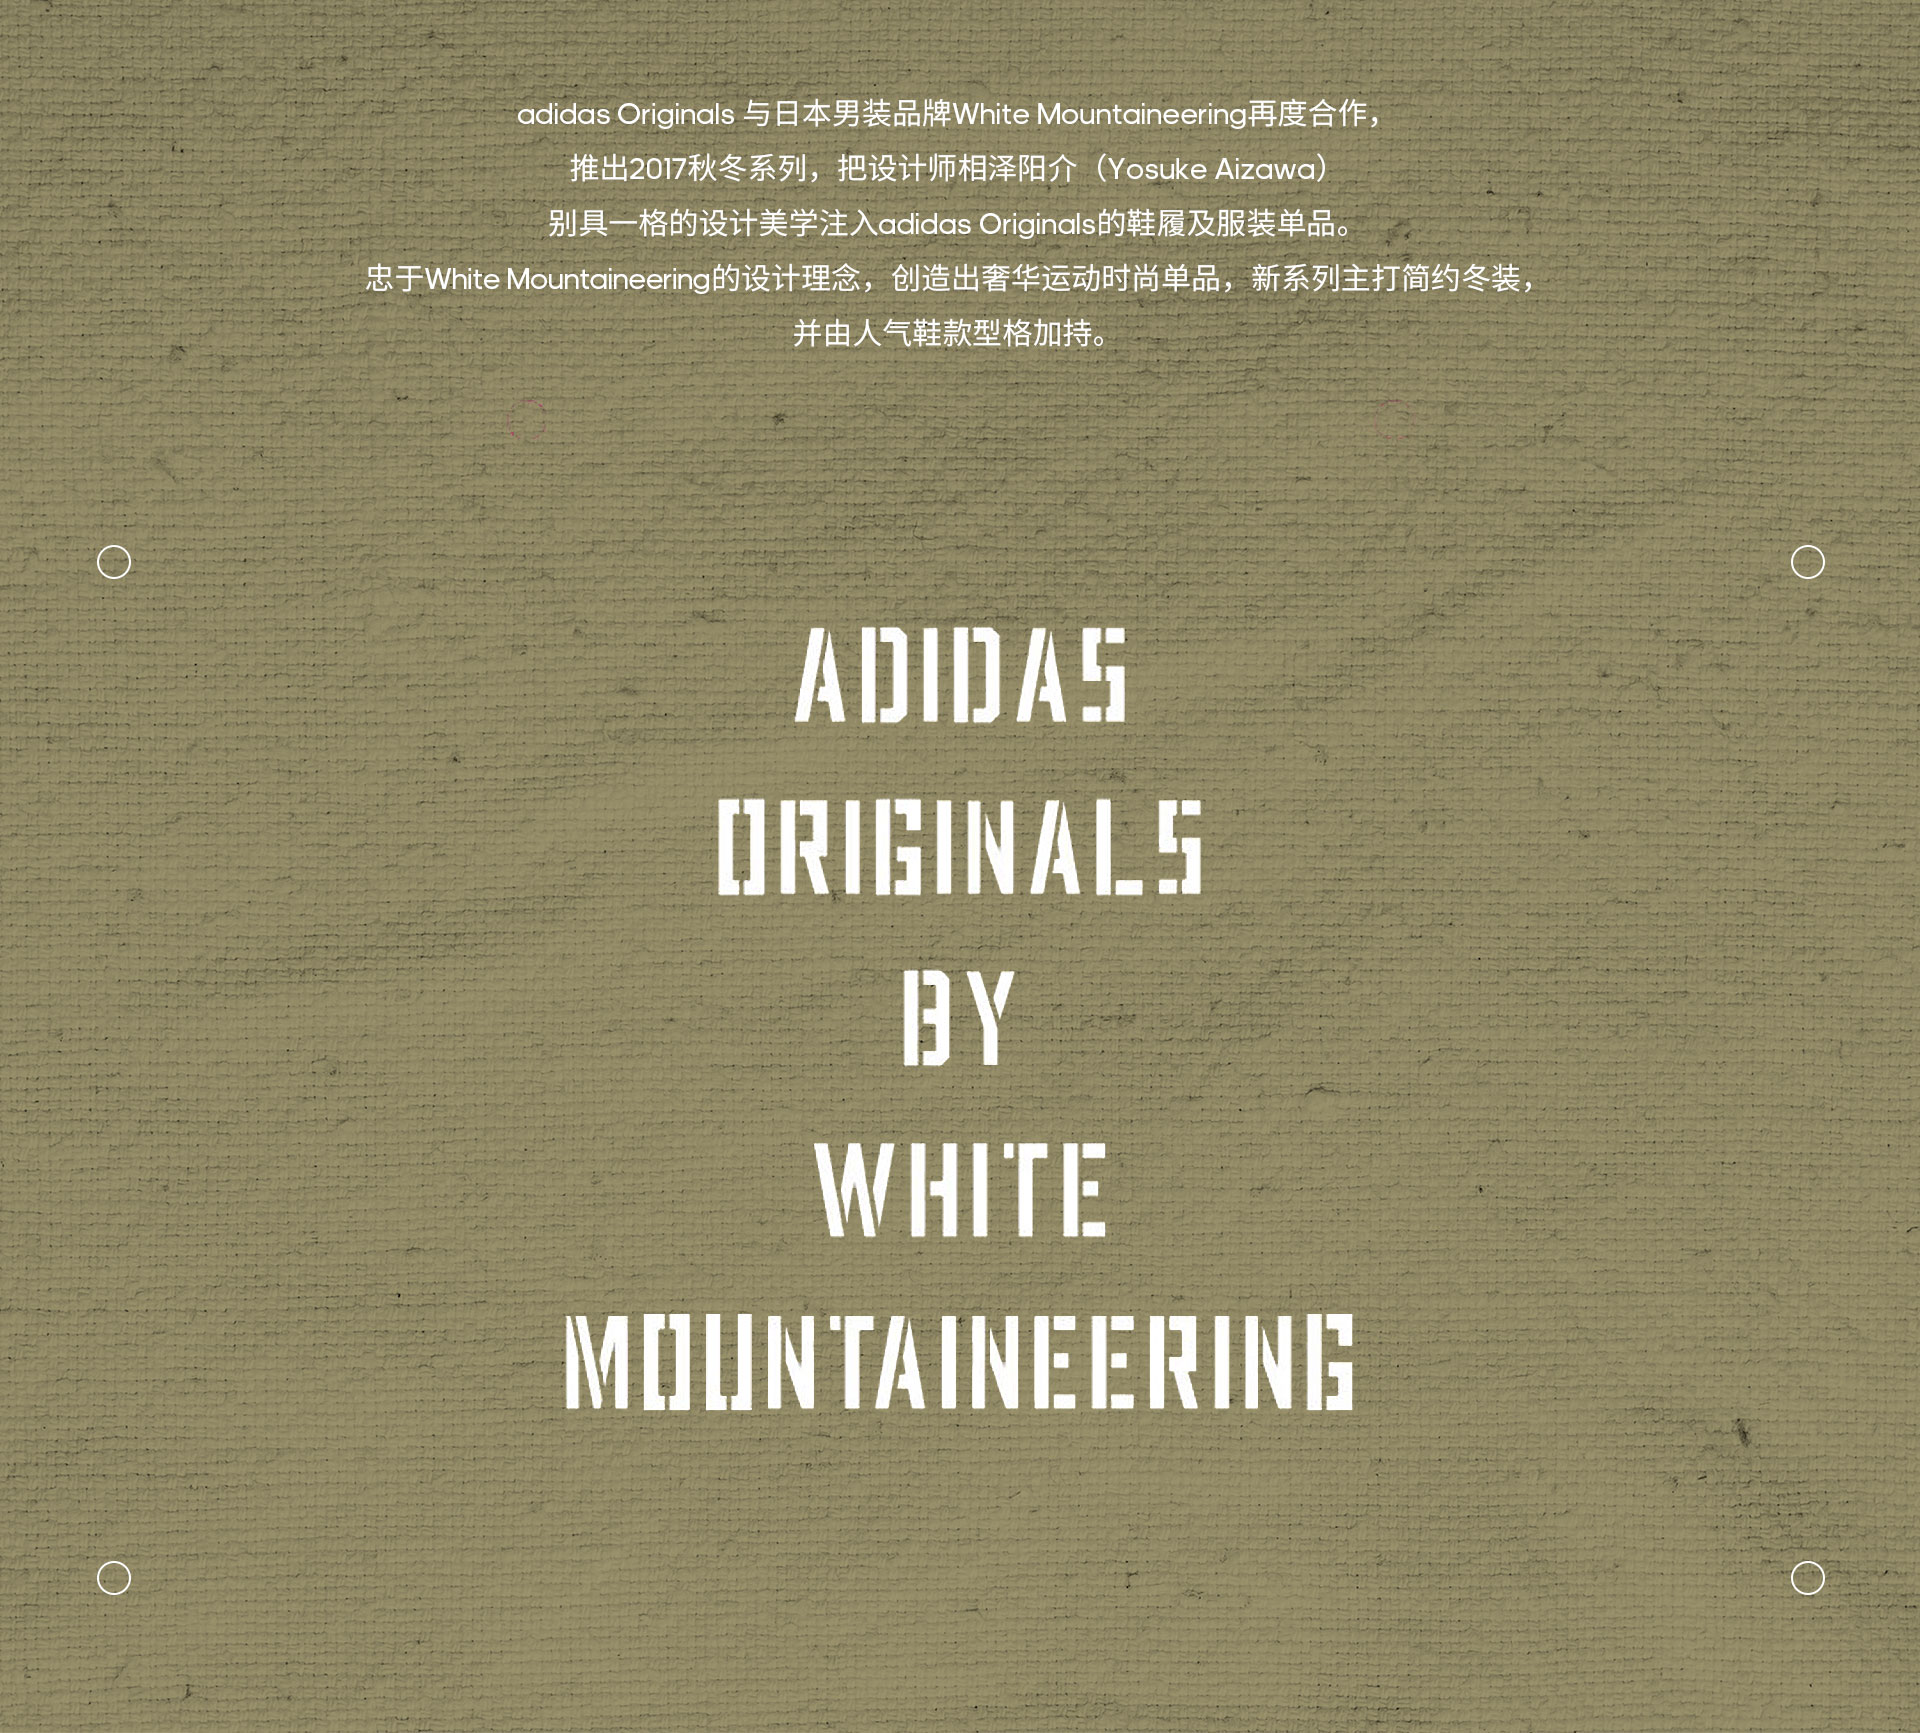 adidas Originals 与日本男装品牌White Mountaineering再度合作，
推出2017秋冬系列，把设计师相泽阳介（Yosuke Aizawa）
别具一格的设计美学注入adidas Originals的鞋履及服装单品。
忠于White Mountaineering的设计理念，创造出奢华运动时尚单品，新系列主打简约冬装，
并由人气鞋款型格加持。
ADIDAS
ORIGINALS
BY
WHITE
MOUNTAINEERING